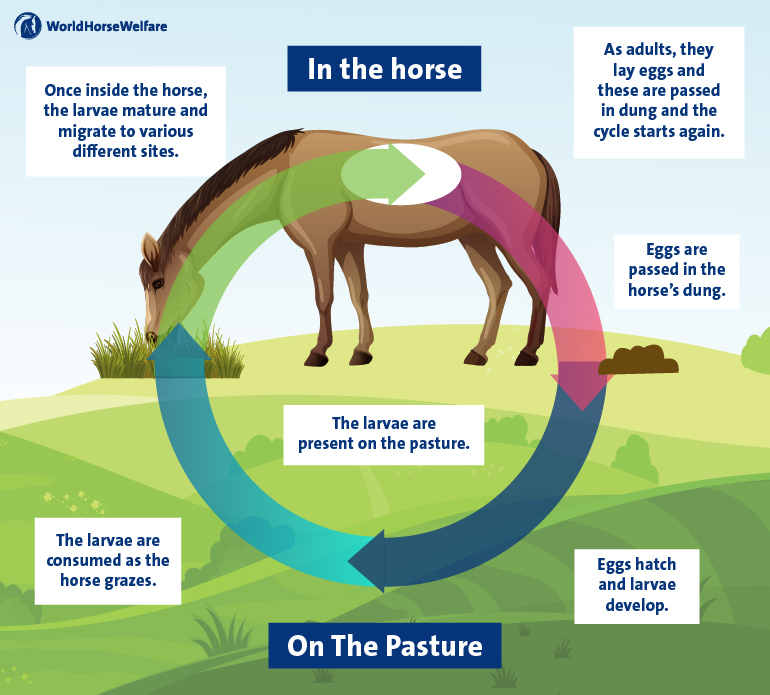 WorldHorseWelfare
In the horse
Once inside the horse,
the larvae mature and
migrate to various
different sites.
As adults, they
lay eggs and
these are passed
in dung and the
cycle starts again.
Eggs are
passed in the
horse's dung.
The larvae are
present on the pasture.
The larvae are
consumed as the
horse grazes.
Eggs hatch
and larvae
develop.
On The Pasture